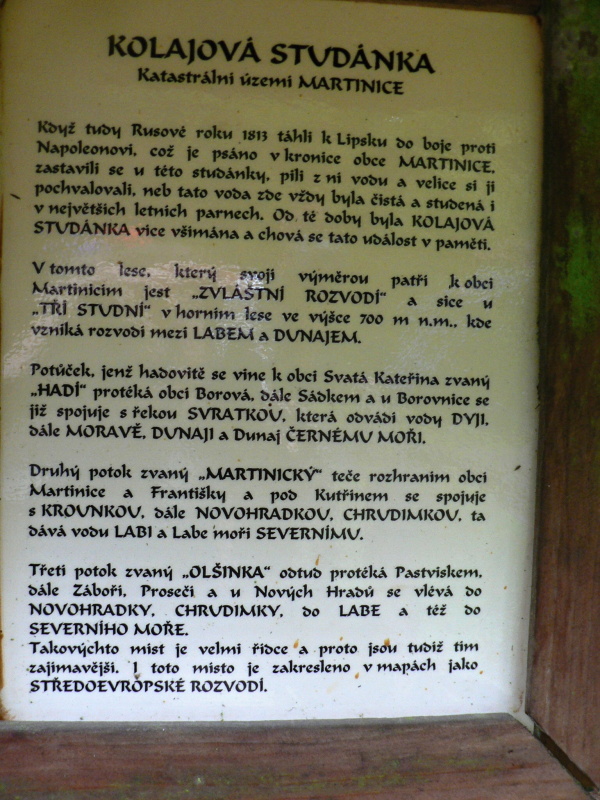 KOLAJOVÁ STUDÁNKA
Katastrální území MARTINICE
Když tudy Rusové roku 1813 táhli k Lipsku do boje proti
Napoleonovi, což je psáno v kronice obce MARTINICE,
zastavili se u této studánky, pili z ní vodu a velice si ji
pochvalovali, neb tato voda zde vždy byla čistá a studená i
v největších letních parnech. Od té doby byla KOLAJOVÁ
STUDÁNKA více všímána a chová se tato událost v paměti.
V tomto lese, který svoji výměrou patří k obci
Martinicím jest „ZVLÁŠTNÍ ROZVODÍ“ a sice u
„TŘÍ STUDNÍ“ v horním lese ve výšce 700 m n.m., kde
vzniká rozvodí mezi LABEM a DUNAJEM.
Potůček, jenž hadovitě se vine k obci Svatá Kateřina zvaný
„HADÍ“ protéká obcí Borová, dále Sádkem a u Borovnice se
již spojuje s řekou SVRATKOU, která odvádí vody DYJI,
dále MORAVĚ, DUNAJI a Dunaj ČERNÉMU MOŘI.
Druhý potok zvaný „MARTINICKÝ“ teče rozhraním obcí
Martinice a Františky a pod Kutřínem se spojuje
s KROUNKOU, dále NOVOHRADKOU, CHRUDIMKOU, ta
dává vodu LABI a Labe moři SEVERNÍMU.
Třetí potok zvaný „OLŠINKA“ odtud protéká Pastviskem,
dále Záboří, Prosečí a u Nových Hradů se vlévá do
NOVOHRADKY, CHRUDIMKY, do LABE a též do
SEVERNÍHO MOŘE.
Takovýchto míst je velmi řídce a proto jsou tudíž tím
zajímavější. I toto místo je zakresleno v mapách jako
STŘEDOEVROPSKÉ ROZVODÍ.